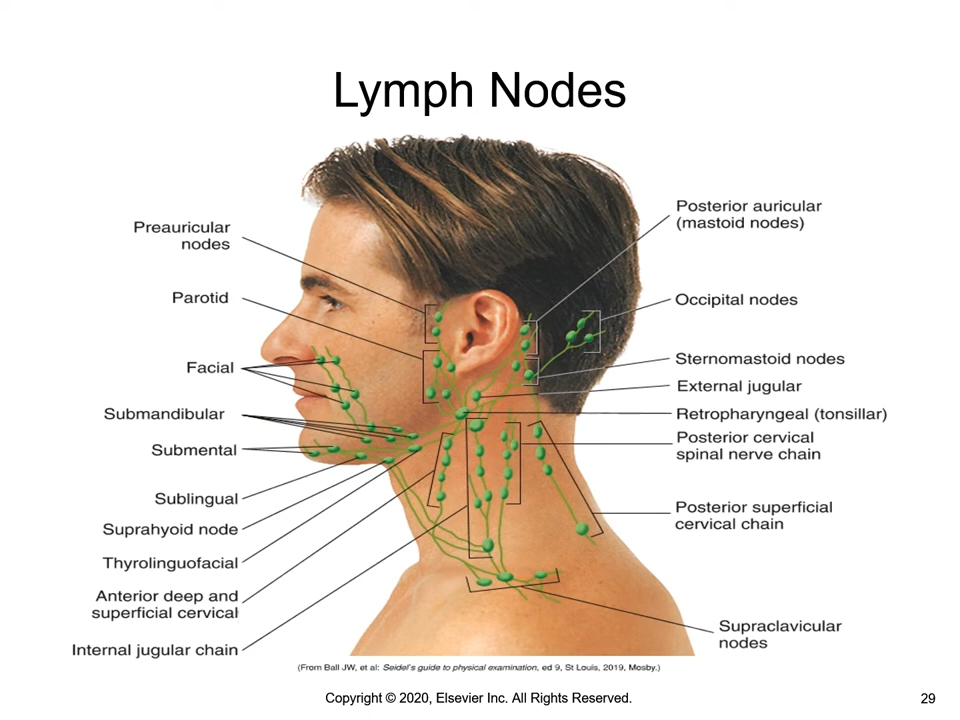 Lymph Nodes
Preauricular
nodes
Parotid
Facial
Submandibular
Submental
Sublingual
Suprahyoid node
Thyrolinguofacial
Anterior deep and
superficial cervical
Internal jugular chain
Posterior auricular
(mastoid nodes)
Occipital nodes
Sternomastoid nodes
External jugular
Retropharyngeal (tonsillar)
Posterior cervical
spinal nerve chain
Posterior superficial
cervical chain
Supraclavicular
nodes
(From Ball JW, et al: Seidel's guide to physical examination, ed 9, St Louis, 2019, Mosby.)
Copyright © 2020, Elsevier Inc. All Rights Reserved.
29